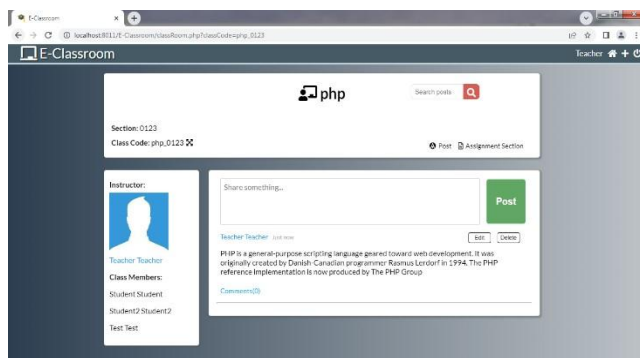 E-Classroom
localhost:8011/E-Classroom/classRoom.php?classCode=php_0123
E-Classroom
Teacher
php
Search posts
Section: 0123
Class Code: php_0123
Post Assignment Section
Instructor:
Teacher Teacher
Class Members:
Student Student
Student2 Student2
Test Test
Share something...
Post
Teacher Teacher Just now
Edit Delete
PHP is a general-purpose scripting language geared toward web development. It was
originally created by Danish-Canadian programmer Rasmus Lerdorf in 1994. The PHP
reference implementation is now produced by The PHP Group
Comments(0)